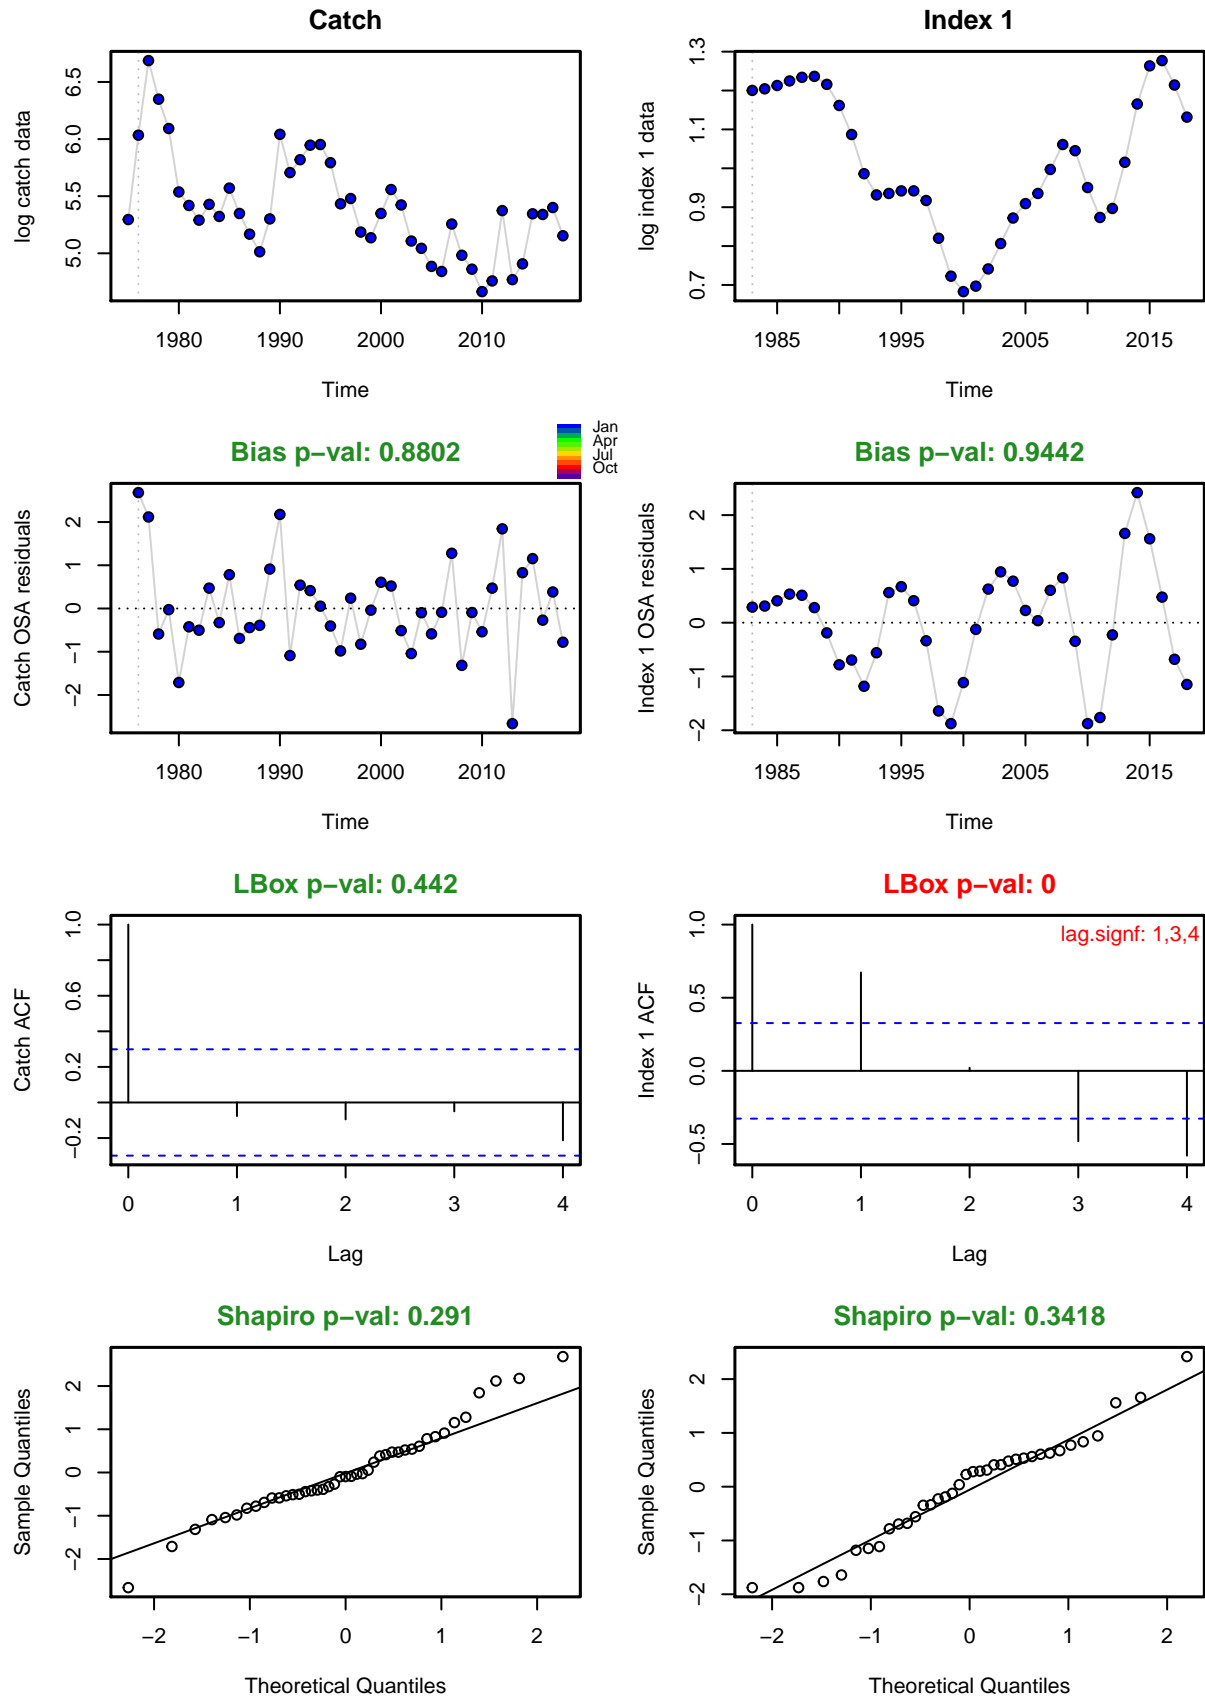 Catch
log catch data
6.5
6.0
5.5
5.0
1980 1990 2000 2010
Time
Index 1
log index 1 data
1.3
1.1
0.9
0.7
1985 1995 2005 2015
Time
Bias p−val: 0.8802
Jan
Apr
Jul
Oct
Catch OSA residuals
2
1
0
−1
−2
1980 1990 2000 2010
Time
Bias p−val: 0.9442
Index 1 OSA residuals
2
1
0
−1
−2
1985 1995 2005 2015
Time
LBox p−val: 0.442
Catch ACF
1.0
0.6
0.2
−0.2
0 1 2 3 4
Lag
LBox p−val: 0
lag.signf: 1,3,4
Index 1 ACF
1.0
0.5
0.0
−0.5
0 1 2 3 4
Lag
Shapiro p−val: 0.291
Sample Quantiles
2
1
0
−1
−2
−2 −1 0 1 2
Theoretical Quantiles
Shapiro p−val: 0.3418
Sample Quantiles
2
1
0
−1
−2
−2 −1 0 1 2
Theoretical Quantiles